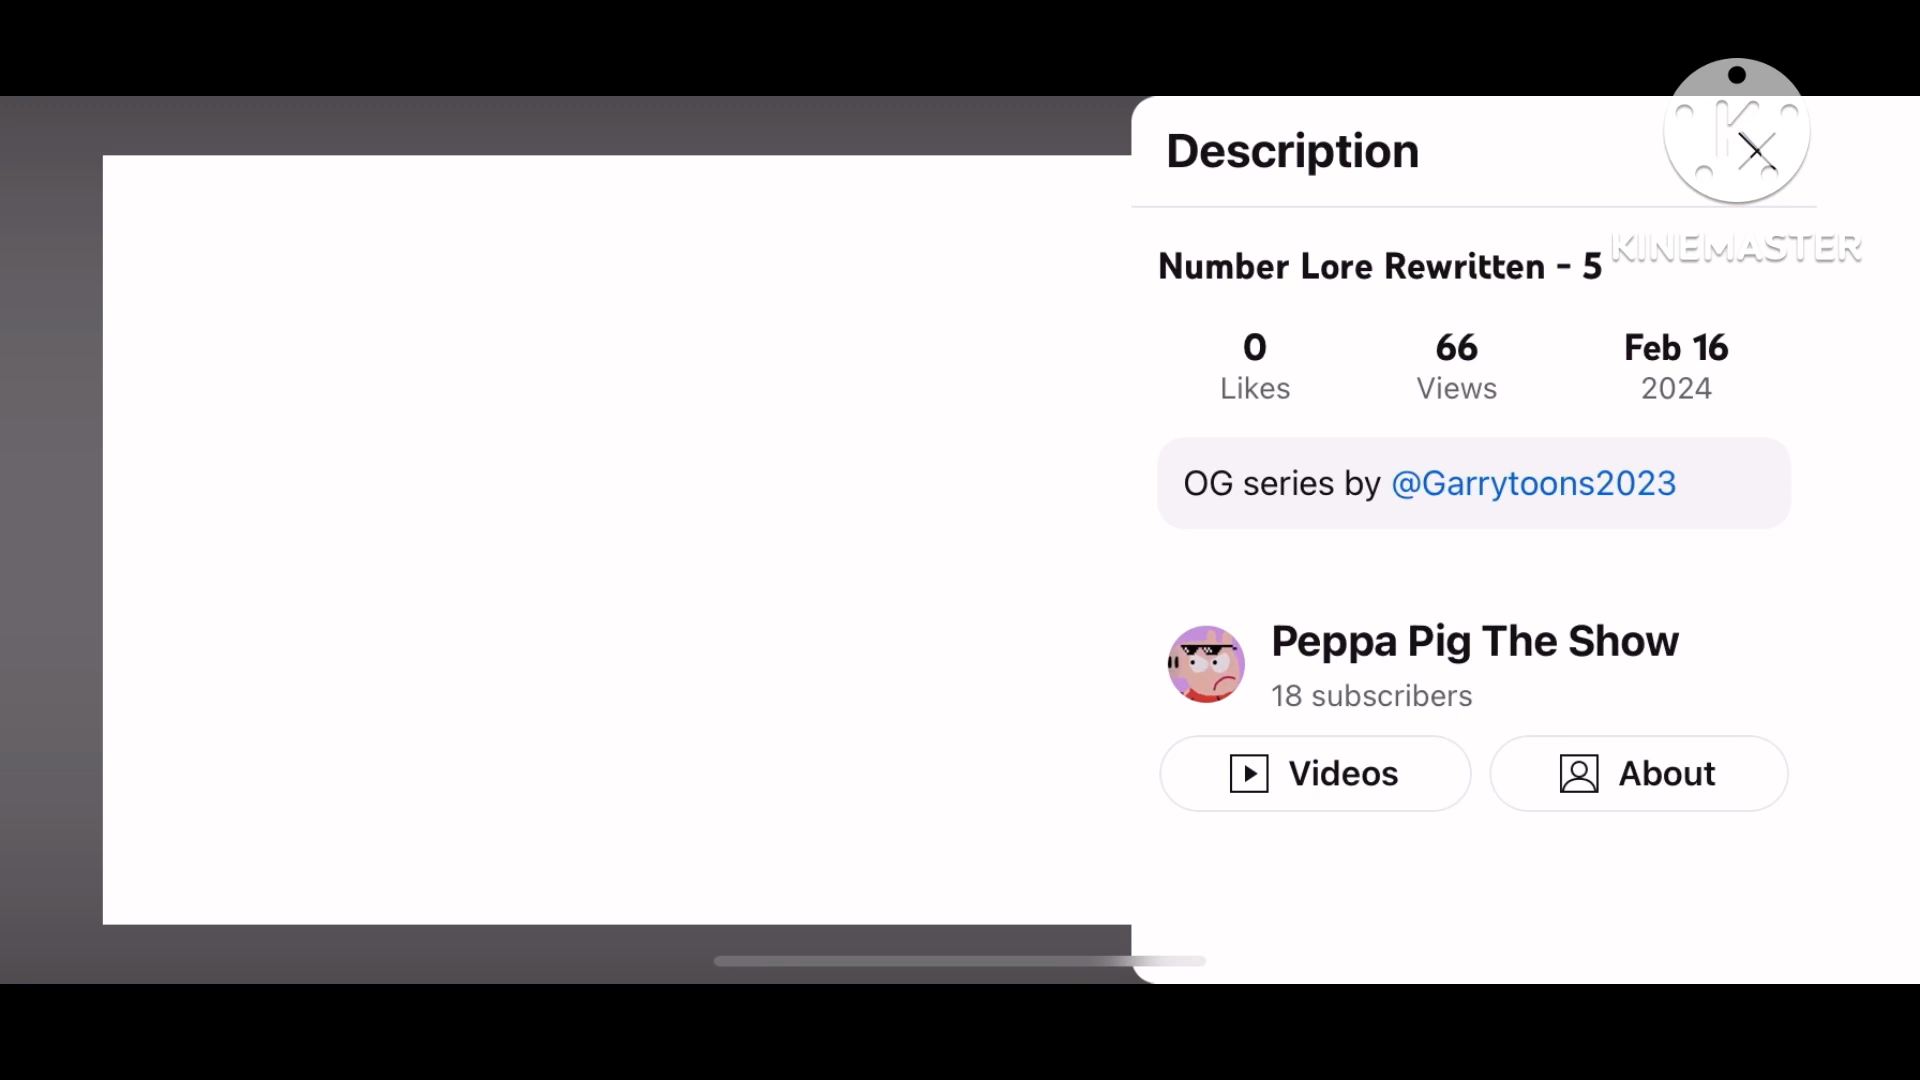 Description
K
KINEMASTER
Number Lore Rewritten - 5
0
Likes
66
Views
Feb 16
2024
OG series by @Garrytoons2023
Peppa Pig The Show
18 subscribers
Videos
About